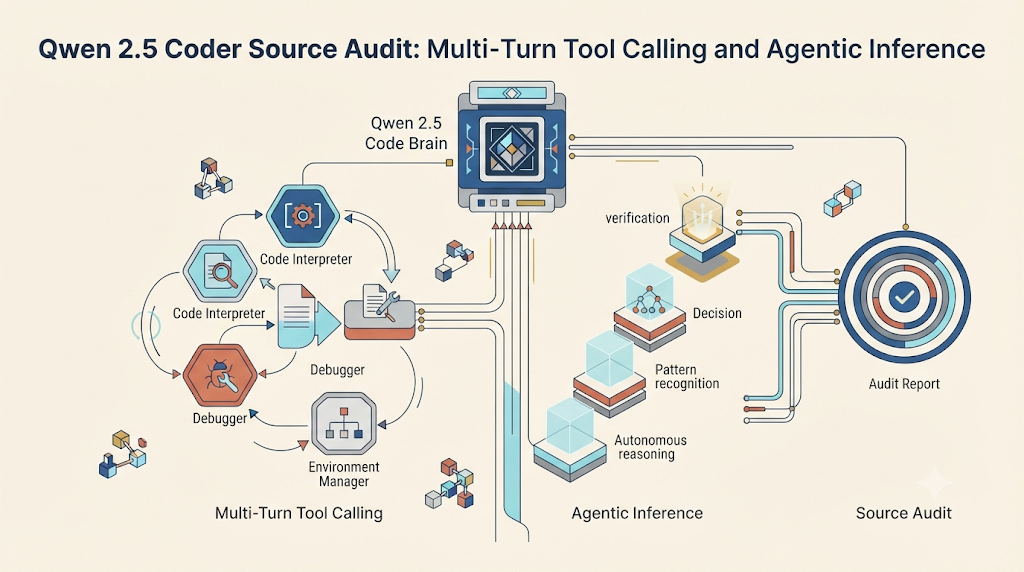 Qwen 2.5 Coder Source Audit: Multi-Turn Tool Calling and Agentic Inference
Qwen 2.5
Code Brain
Code Interpreter
Code Interpreter
Debugger
Debugger
Environment
Manager
Multi-Turn Tool Calling
verification
Decision
Pattern
recognition
Autonomous
reasoning
Agentic Inference
Audit Report
Source Audit